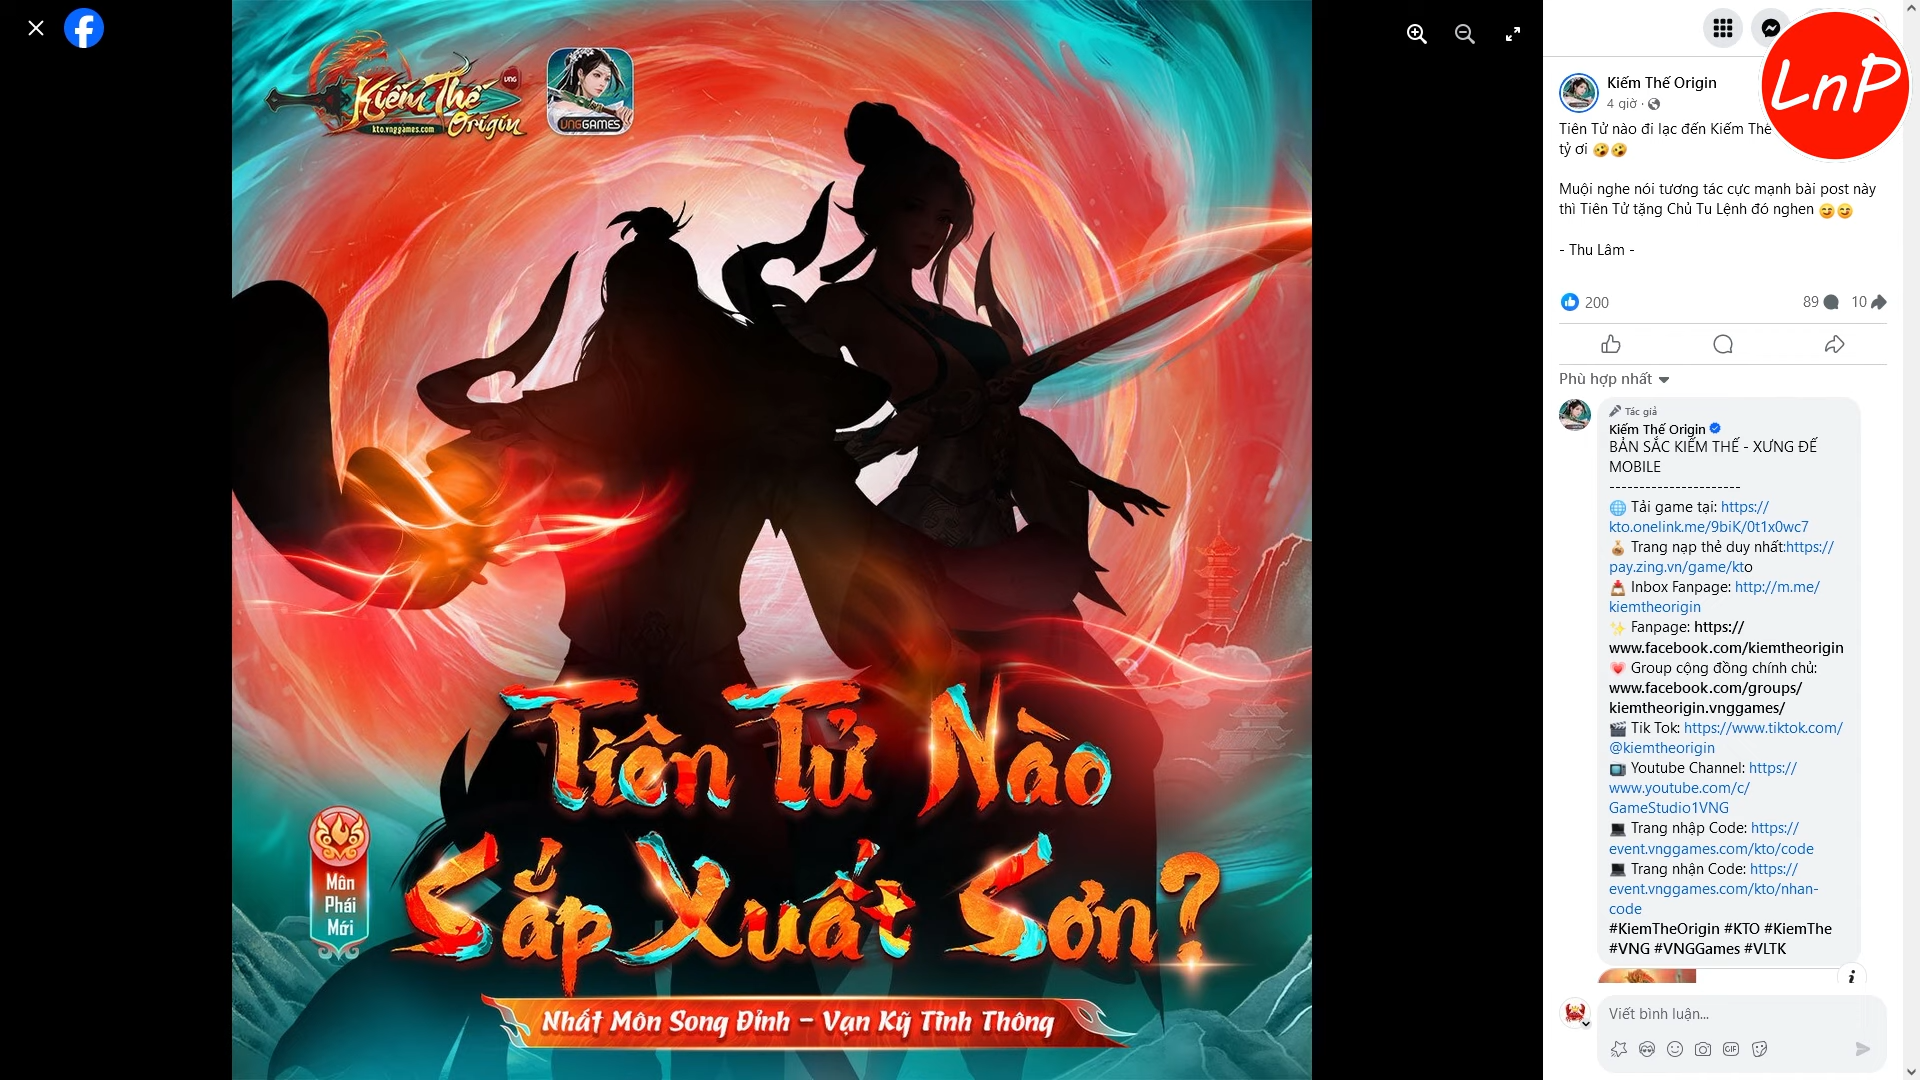 Kiếm Thế
Origin
VNG
kto.vnggames.com
VNGGAMES
Tiên Tử Nào
Sắp Xuất Sơn?
Môn
Phái
Mới
Nhất Môn Song Đỉnh – Vạn Kỹ Tinh Thông
LnP
Kiếm Thế Origin
4 giờ ·
Tiên Tử nào đi lạc đến Kiếm Thế
tỷ ơi 🤪🤪
Muội nghe nói tương tác cực mạnh bài post này
thì Tiên Tử tặng Chủ Tu Lệnh đó nghen 😋😋
- Thu Lâm -
200
89
10
Phù hợp nhất
Tác giả
Kiếm Thế Origin
BẢN SẮC KIẾM THẾ - XƯNG ĐẾ
MOBILE
----------------------
🌐 Tải game tại: https://
kto.onelink.me/9biK/0t1x0wc7
💰 Trang nạp thẻ duy nhất:https://
pay.zing.vn/game/kto
📥 Inbox Fanpage: http://m.me/
kiemtheorigin
✨ Fanpage: https://
www.facebook.com/kiemtheorigin
💗 Group cộng đồng chính chủ:
www.facebook.com/groups/
kiemtheorigin.vnggames/
🎬 Tik Tok: https://www.tiktok.com/
@kiemtheorigin
📺 Youtube Channel: https://
www.youtube.com/c/
GameStudio1VNG
💻 Trang nhập Code: https://
event.vnggames.com/kto/code
💻 Trang nhận Code: https://
event.vnggames.com/kto/nhan-
code
#KiemTheOrigin #KTO #KiemThe
#VNG #VNGGames #VLTK
Viết bình luận...
GIF